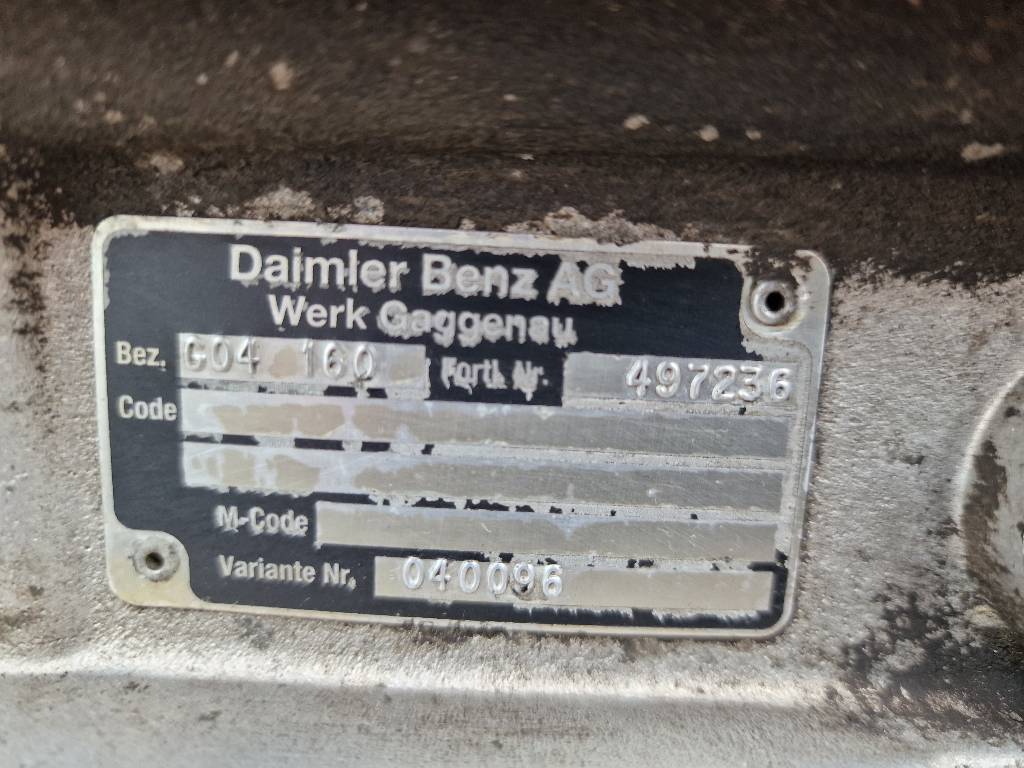 Daimler Benz AG
Werk Gaggenau
Bez. G04 160 Fortl. Nr. 497236
Code
M-Code
Variante Nr. 040096